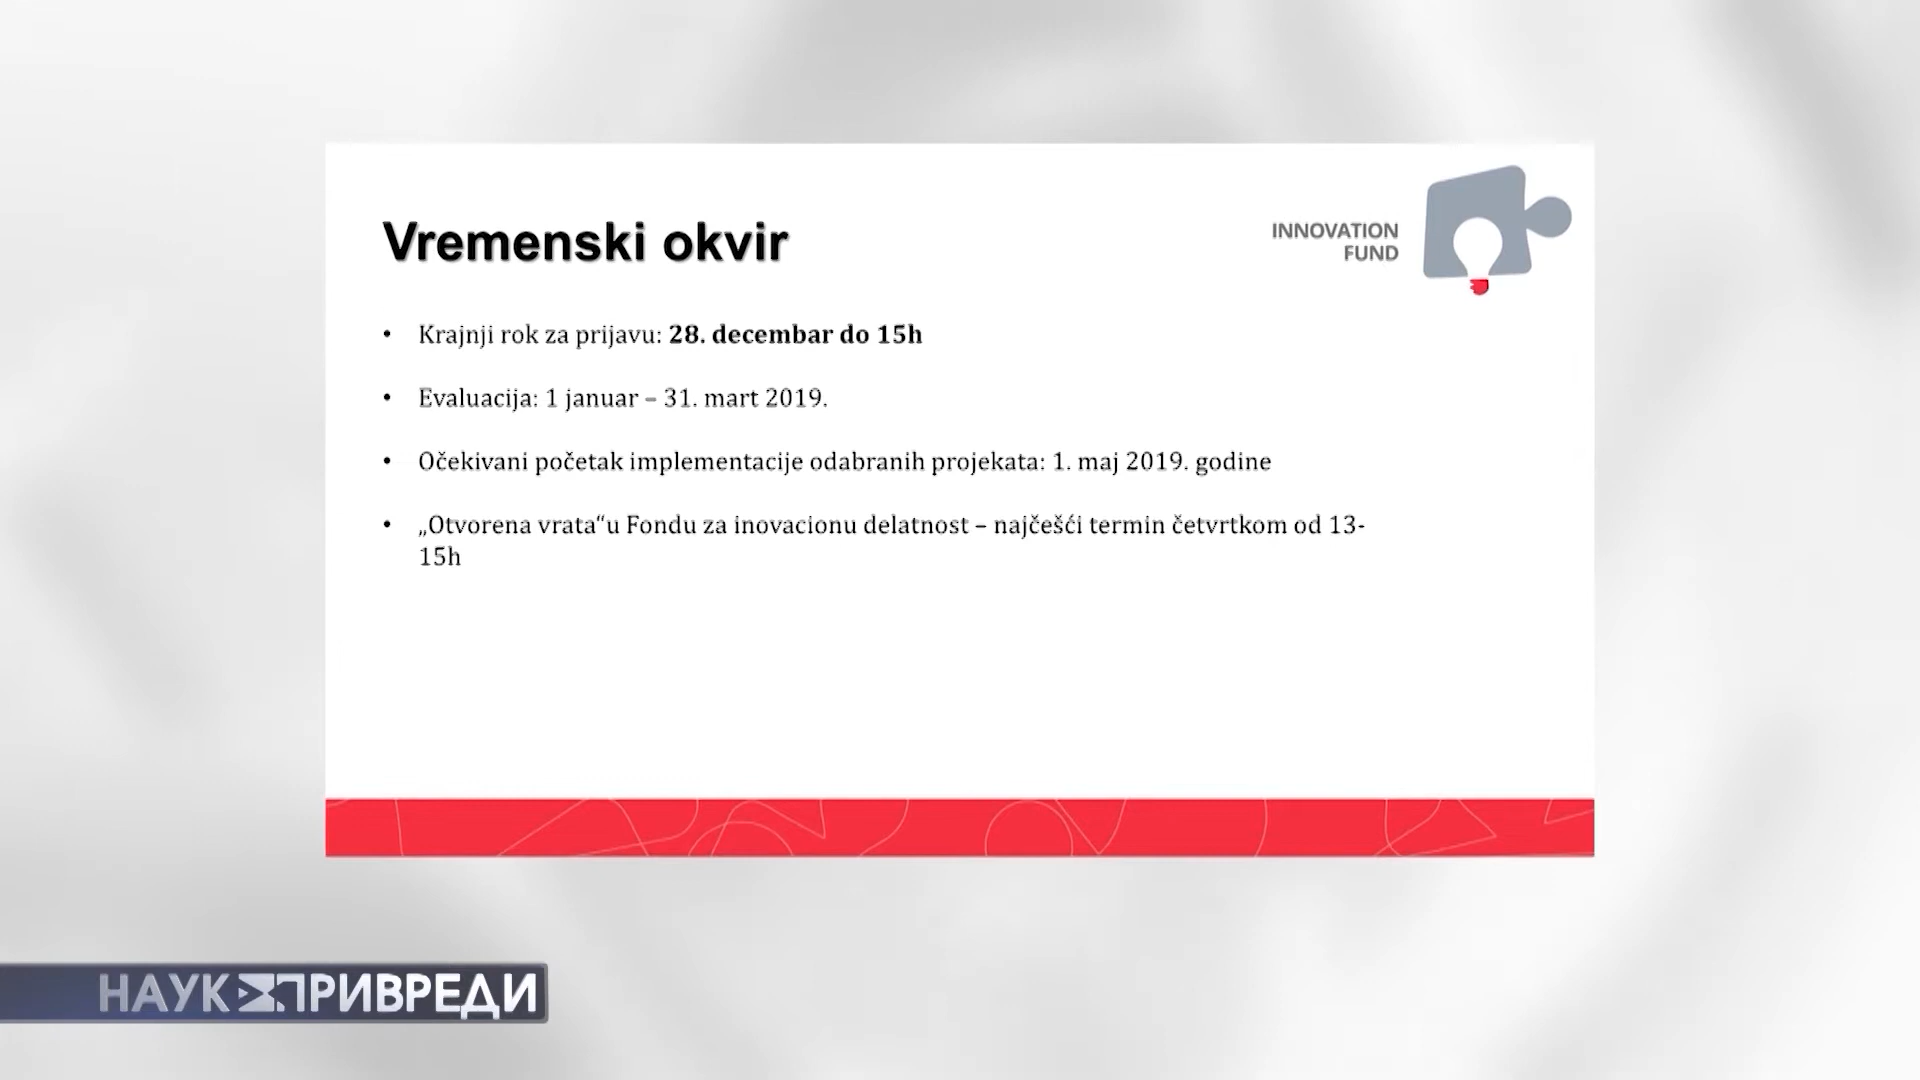 Vremenski okvir
INNOVATION
FUND
• Krajnji rok za prijavu: 28. decembar do 15h
• Evaluacija: 1 januar – 31. mart 2019.
• Očekivani početak implementacije odabranih projekata: 1. maj 2019. godine
• „Otvorena vrata“u Fondu za inovacionu delatnost – najčešći termin četvrtkom od 13-
15h
НАУК ПРИВРЕДИ